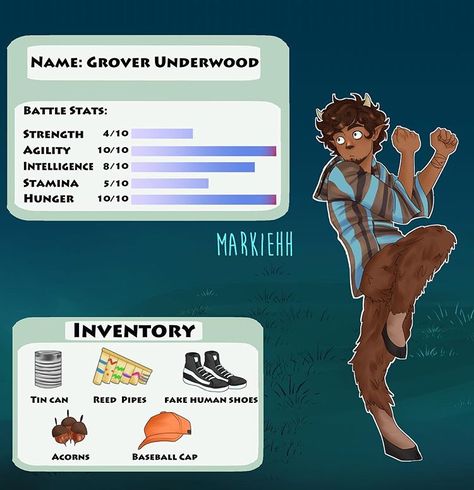 Name: Grover Underwood
Battle Stats:
Strength 4/10
Agility 10/10
Intelligence 8/10
Stamina 5/10
Hunger 10/10
MARKIEHH
Inventory
Tin can
Reed Pipes
fake human shoes
Acorns
Baseball Cap